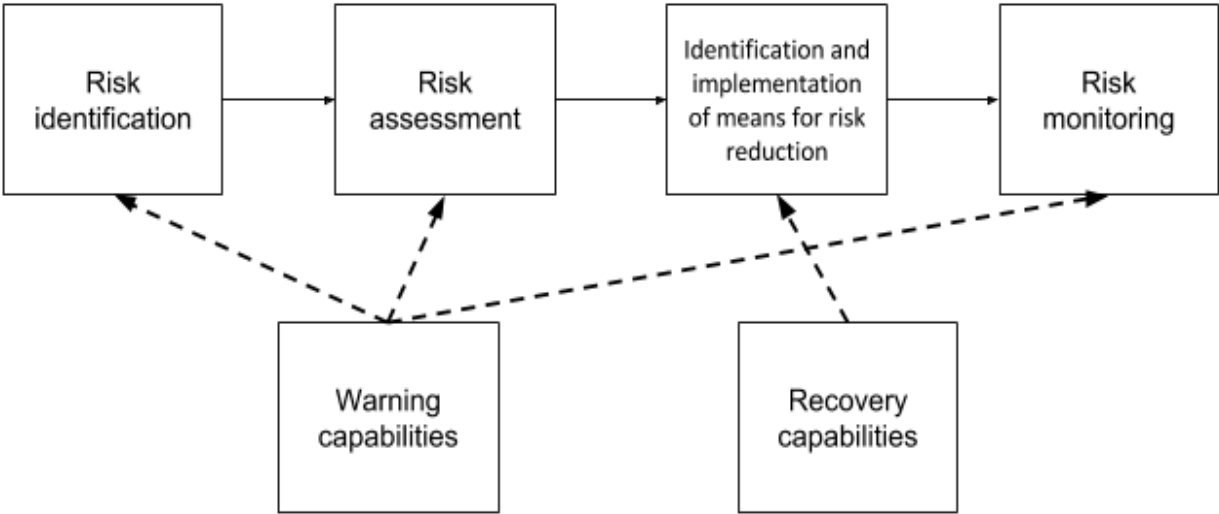 Risk
identification
Risk
assessment
Identification and
implementation
of means for risk
reduction
Risk
monitoring
Warning
capabilities
Recovery
capabilities